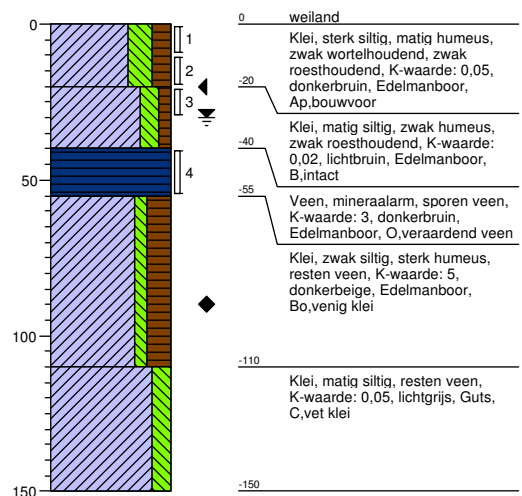 0
50
100
150
1
2
3
4
0 weiland
Klei, sterk siltig, matig humeus,
zwak wortelhoudend, zwak
roesthoudend, K-waarde: 0,05,
donkerbruin, Edelmanboor,
Ap,bouwvoor
-20
Klei, matig siltig, zwak humeus,
zwak roesthoudend, K-waarde:
0,02, lichtbruin, Edelmanboor,
B,intact
-40
Veen, mineraalarm, sporen veen,
K-waarde: 3, donkerbruin,
Edelmanboor, O,veraardend veen
-55
Klei, zwak siltig, sterk humeus,
resten veen, K-waarde: 5,
donkerbeige, Edelmanboor,
Bo,venig klei
-110
Klei, matig siltig, resten veen,
K-waarde: 0,05, lichtgrijs, Guts,
C,vet klei
-150